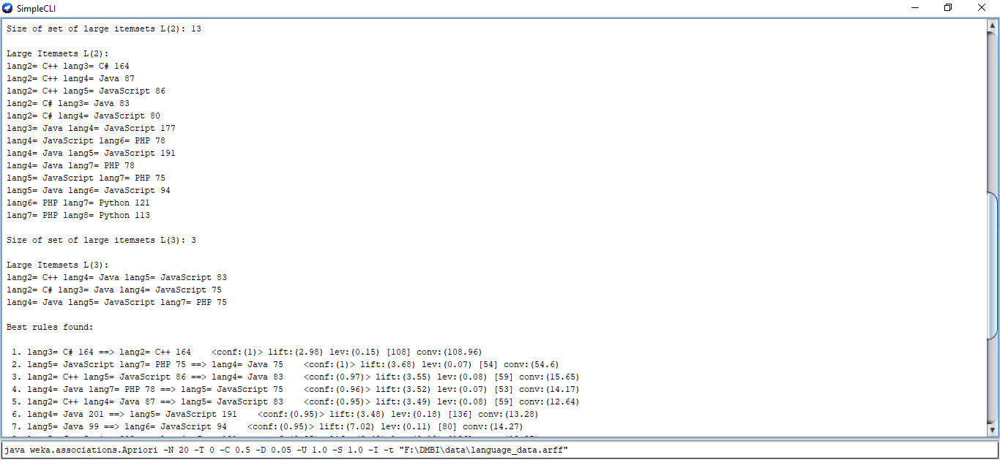 SimpleCLI
Size of set of large itemsets L(2): 13
Large Itemsets L(2):
lang2= C++ lang3= C# 164
lang2= C++ lang4= Java 87
lang2= C++ lang5= JavaScript 86
lang2= C# lang3= Java 83
lang2= C# lang4= JavaScript 80
lang3= Java lang4= JavaScript 177
lang4= JavaScript lang6= PHP 78
lang4= Java lang5= JavaScript 191
lang4= Java lang7= PHP 78
lang5= JavaScript lang7= PHP 75
lang5= Java lang6= JavaScript 94
lang6= PHP lang7= Python 121
lang7= PHP lang8= Python 113
Size of set of large itemsets L(3): 3
Large Itemsets L(3):
lang2= C++ lang4= Java lang5= JavaScript 83
lang2= C# lang3= Java lang4= JavaScript 75
lang4= Java lang5= JavaScript lang7= PHP 75
Best rules found:
1. lang3= C# 164 ==> lang2= C++ 164 <conf:(1)> lift:(2.98) lev:(0.15) [108] conv:(108.96)
2. lang5= JavaScript lang7= PHP 75 ==> lang4= Java 75 <conf:(1)> lift:(3.68) lev:(0.07) [54] conv:(54.6)
3. lang2= C++ lang5= JavaScript 86 ==> lang4= Java 83 <conf:(0.97)> lift:(3.55) lev:(0.08) [59] conv:(15.65)
4. lang4= Java lang7= PHP 78 ==> lang5= JavaScript 75 <conf:(0.96)> lift:(3.52) lev:(0.07) [53] conv:(14.17)
5. lang2= C++ lang4= Java 87 ==> lang5= JavaScript 83 <conf:(0.95)> lift:(3.49) lev:(0.08) [59] conv:(12.64)
6. lang4= Java 201 ==> lang5= JavaScript 191 <conf:(0.95)> lift:(3.48) lev:(0.18) [136] conv:(13.28)
7. lang5= Java 99 ==> lang6= JavaScript 94 <conf:(0.95)> lift:(7.02) lev:(0.11) [80] conv:(14.27)
java weka.associations.Apriori -N 20 -T 0 -C 0.5 -D 0.05 -U 1.0 -S 1.0 -I -t "F:\DMBI\data\language_data.arff"